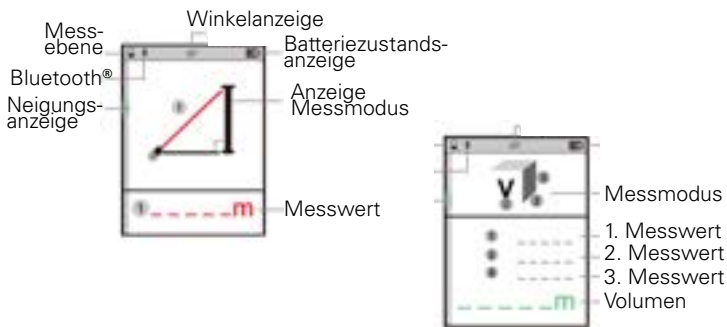 Winkelanzeige
Mess-
ebene
Batteriezustands-
anzeige
Bluetooth®
Neigungs-
anzeige
Anzeige
Messmodus
1
m
Messwert
V
Messmodus
1. Messwert
2. Messwert
3. Messwert
m
Volumen